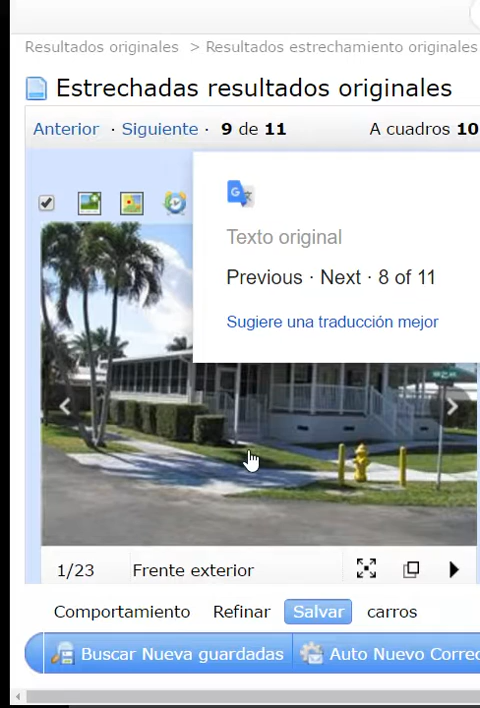 Resultados originales > Resultados estrechamiento originales
Estrechadas resultados originales
Anterior · Siguiente · 9 de 11 A cuadros 10
Texto original
Previous · Next · 8 of 11
Sugiere una traducción mejor
1/23 Frente exterior
Comportamiento Refinar Salvar carros
Buscar Nueva guardadas Auto Nuevo Correo